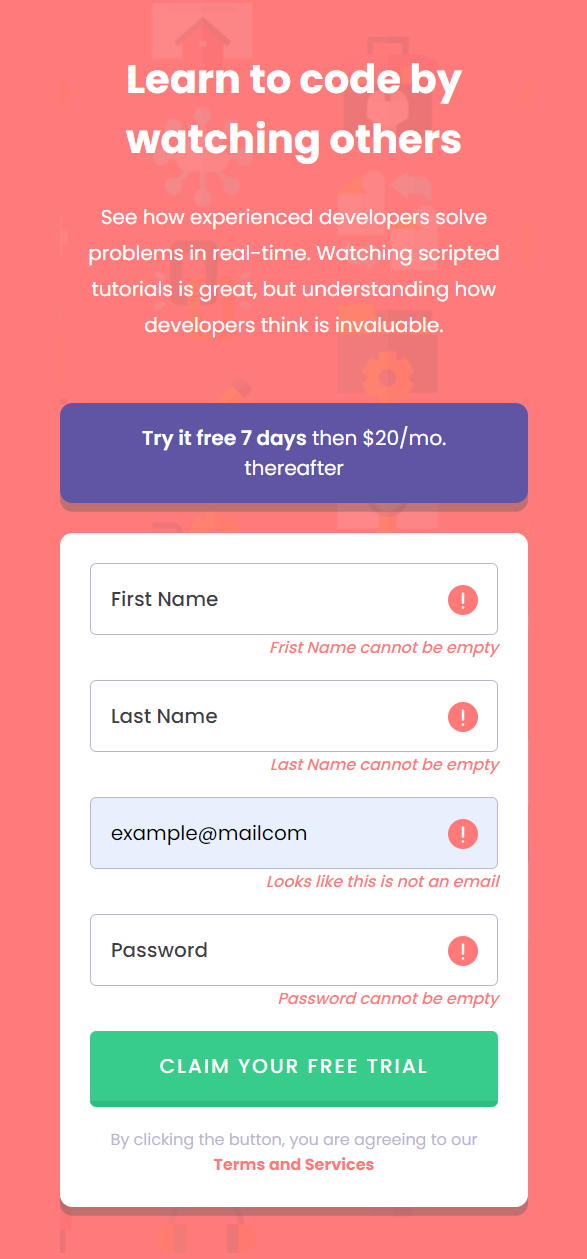 Learn to code by
watching others
See how experienced developers solve
problems in real-time. Watching scripted
tutorials is great, but understanding how
developers think is invaluable.
Try it free 7 days then $20/mo.
thereafter
First Name
Frist Name cannot be empty
Last Name
Last Name cannot be empty
example@mailcom
Looks like this is not an email
Password
Password cannot be empty
CLAIM YOUR FREE TRIAL
By clicking the button, you are agreeing to our
Terms and Services